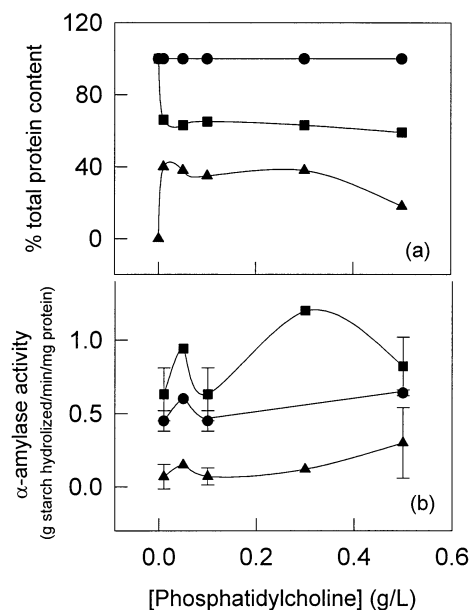 120
80
40
0
% total protein content
(a)
1.0
0.5
0.0
α-amylase activity
(g starch hydrolized/min/mg protein)
(b)
0.0 0.2 0.4 0.6
[Phosphatidylcholine] (g/L)